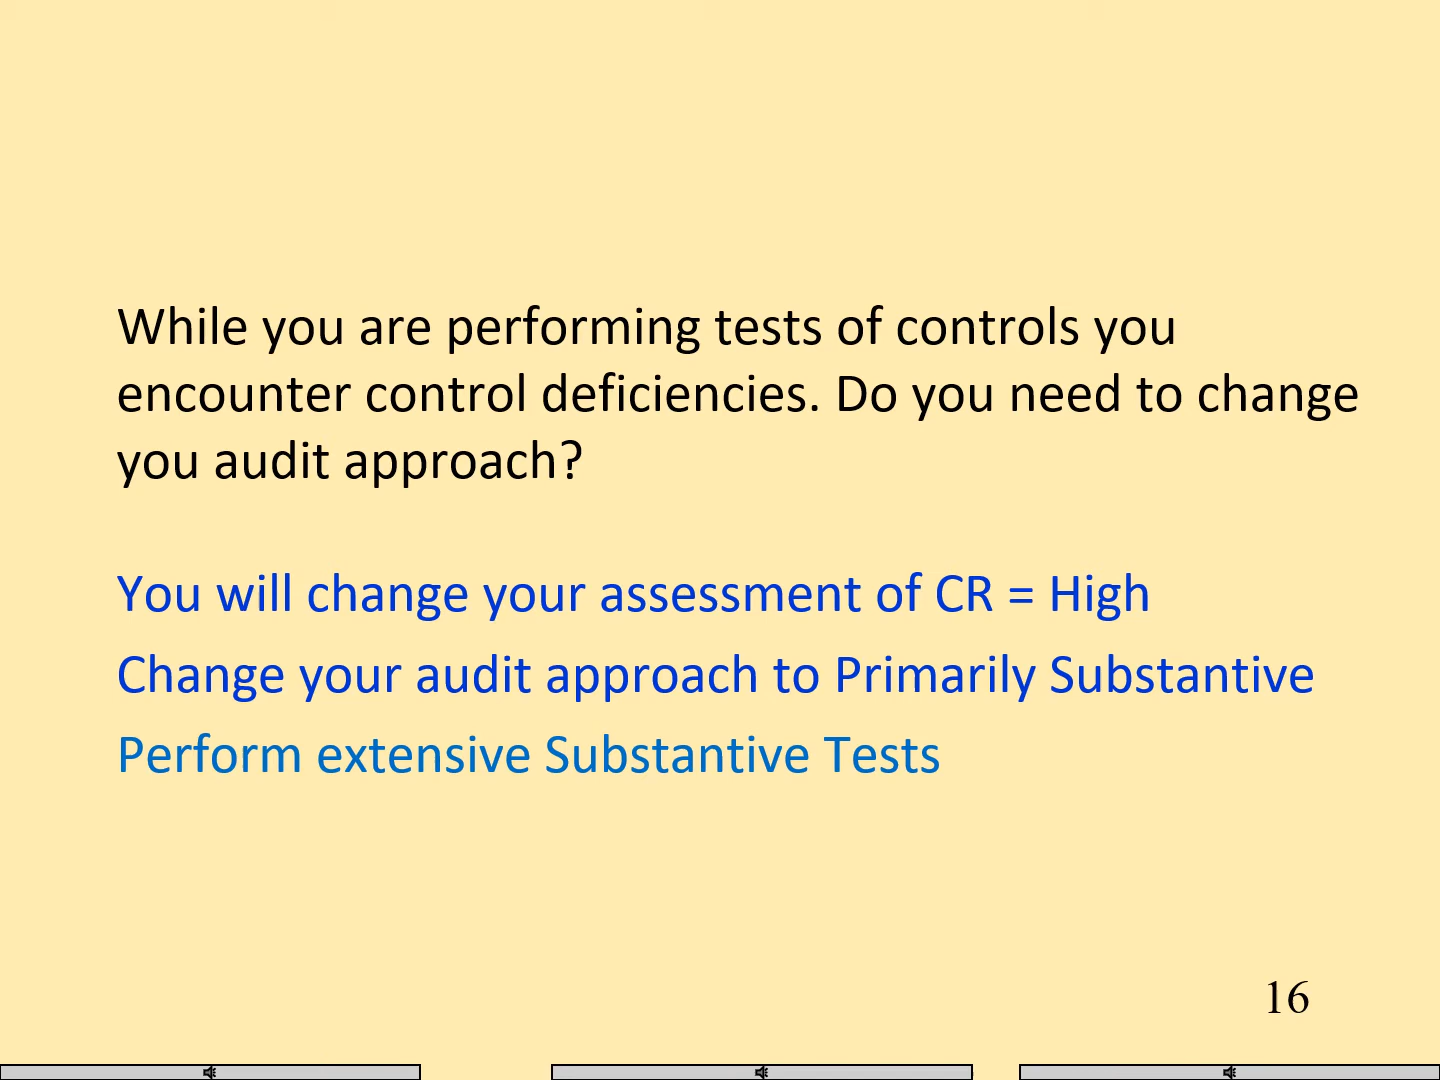 While you are performing tests of controls you
encounter control deficiencies. Do you need to change
you audit approach?
You will change your assessment of CR = High
Change your audit approach to Primarily Substantive
Perform extensive Substantive Tests
16